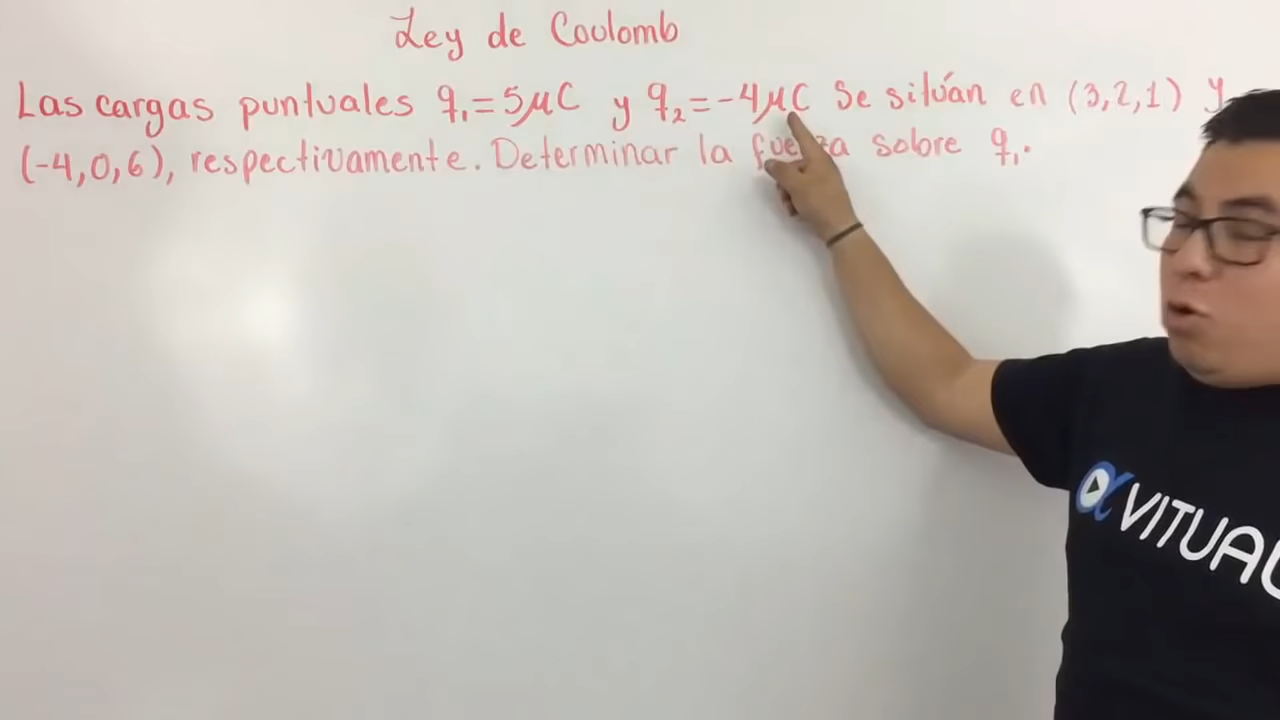 Ley de Coulomb
Las cargas puntuales q₁=5μC y q₂=-4μC se sitúan en (3,2,1) y
(-4,0,6), respectivamente. Determinar la fuerza sobre q₁.
VITUAL